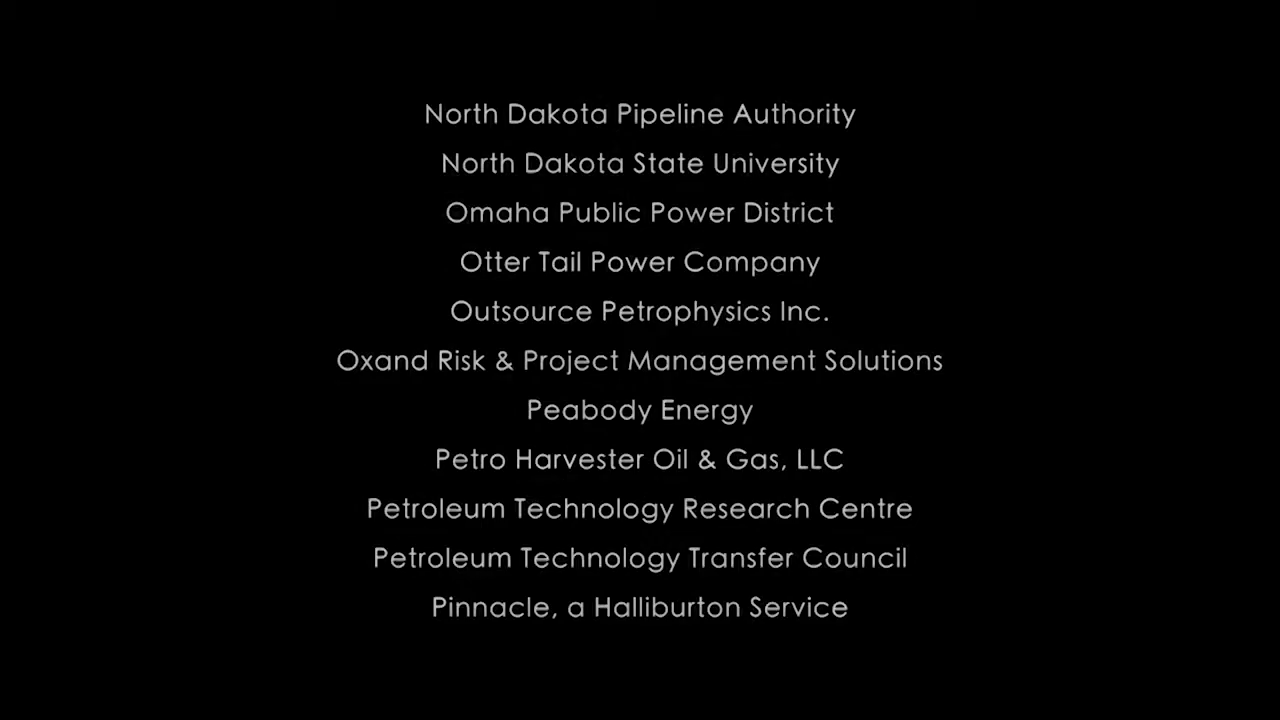 North Dakota Pipeline Authority
North Dakota State University
Omaha Public Power District
Otter Tail Power Company
Outsource Petrophysics Inc.
Oxand Risk & Project Management Solutions
Peabody Energy
Petro Harvester Oil & Gas, LLC
Petroleum Technology Research Centre
Petroleum Technology Transfer Council
Pinnacle, a Halliburton Service